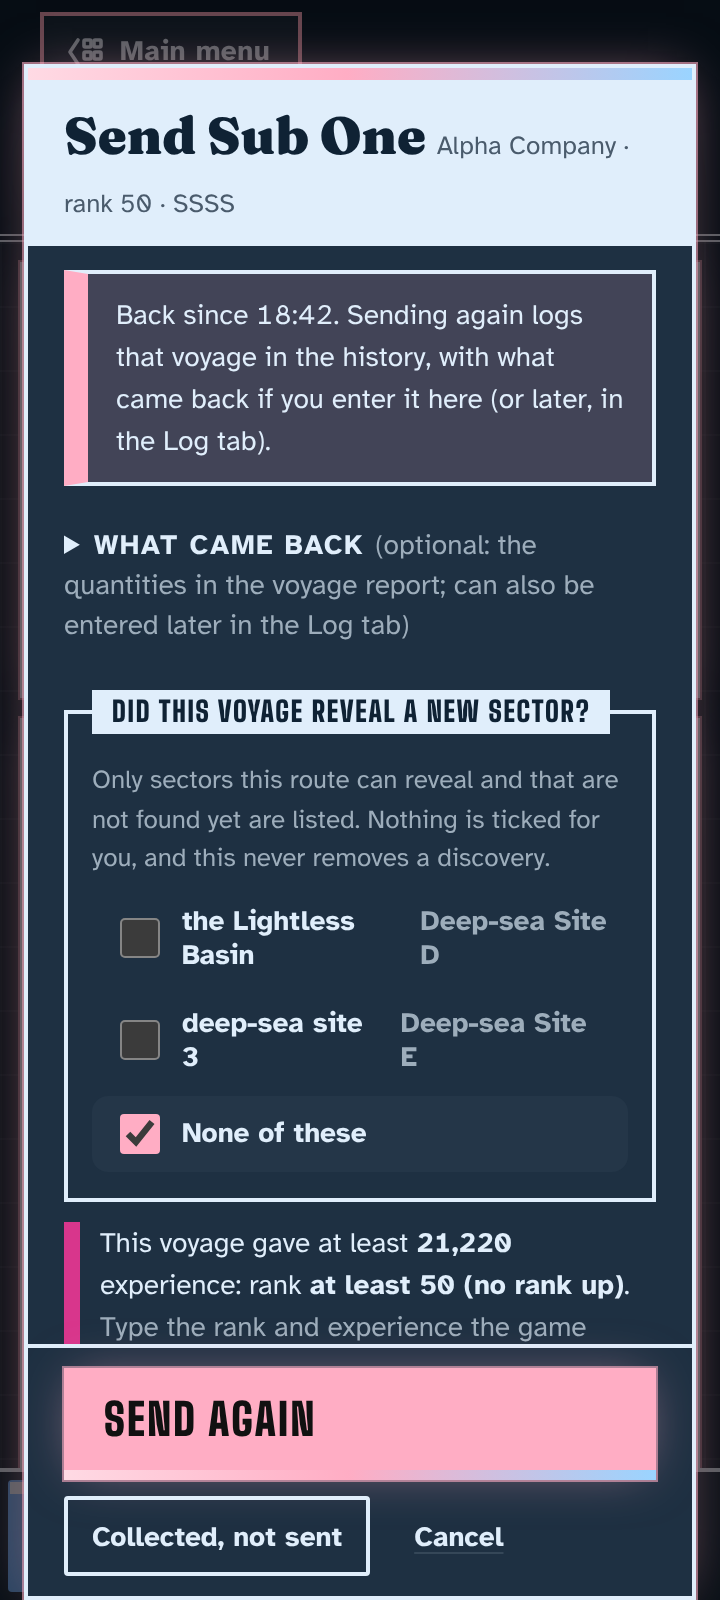 Main menu
Send Sub One Alpha Company ·
rank 50 · SSSS
Back since 18:42. Sending again logs
that voyage in the history, with what
came back if you enter it here (or later, in
the Log tab).
WHAT CAME BACK (optional: the
quantities in the voyage report; can also be
entered later in the Log tab)
DID THIS VOYAGE REVEAL A NEW SECTOR?
Only sectors this route can reveal and that are
not found yet are listed. Nothing is ticked for
you, and this never removes a discovery.
the Lightless Deep-sea Site
Basin D
deep-sea site Deep-sea Site
3 E
None of these
This voyage gave at least 21,220
experience: rank at least 50 (no rank up).
Type the rank and experience the game
SEND AGAIN
Collected, not sent Cancel